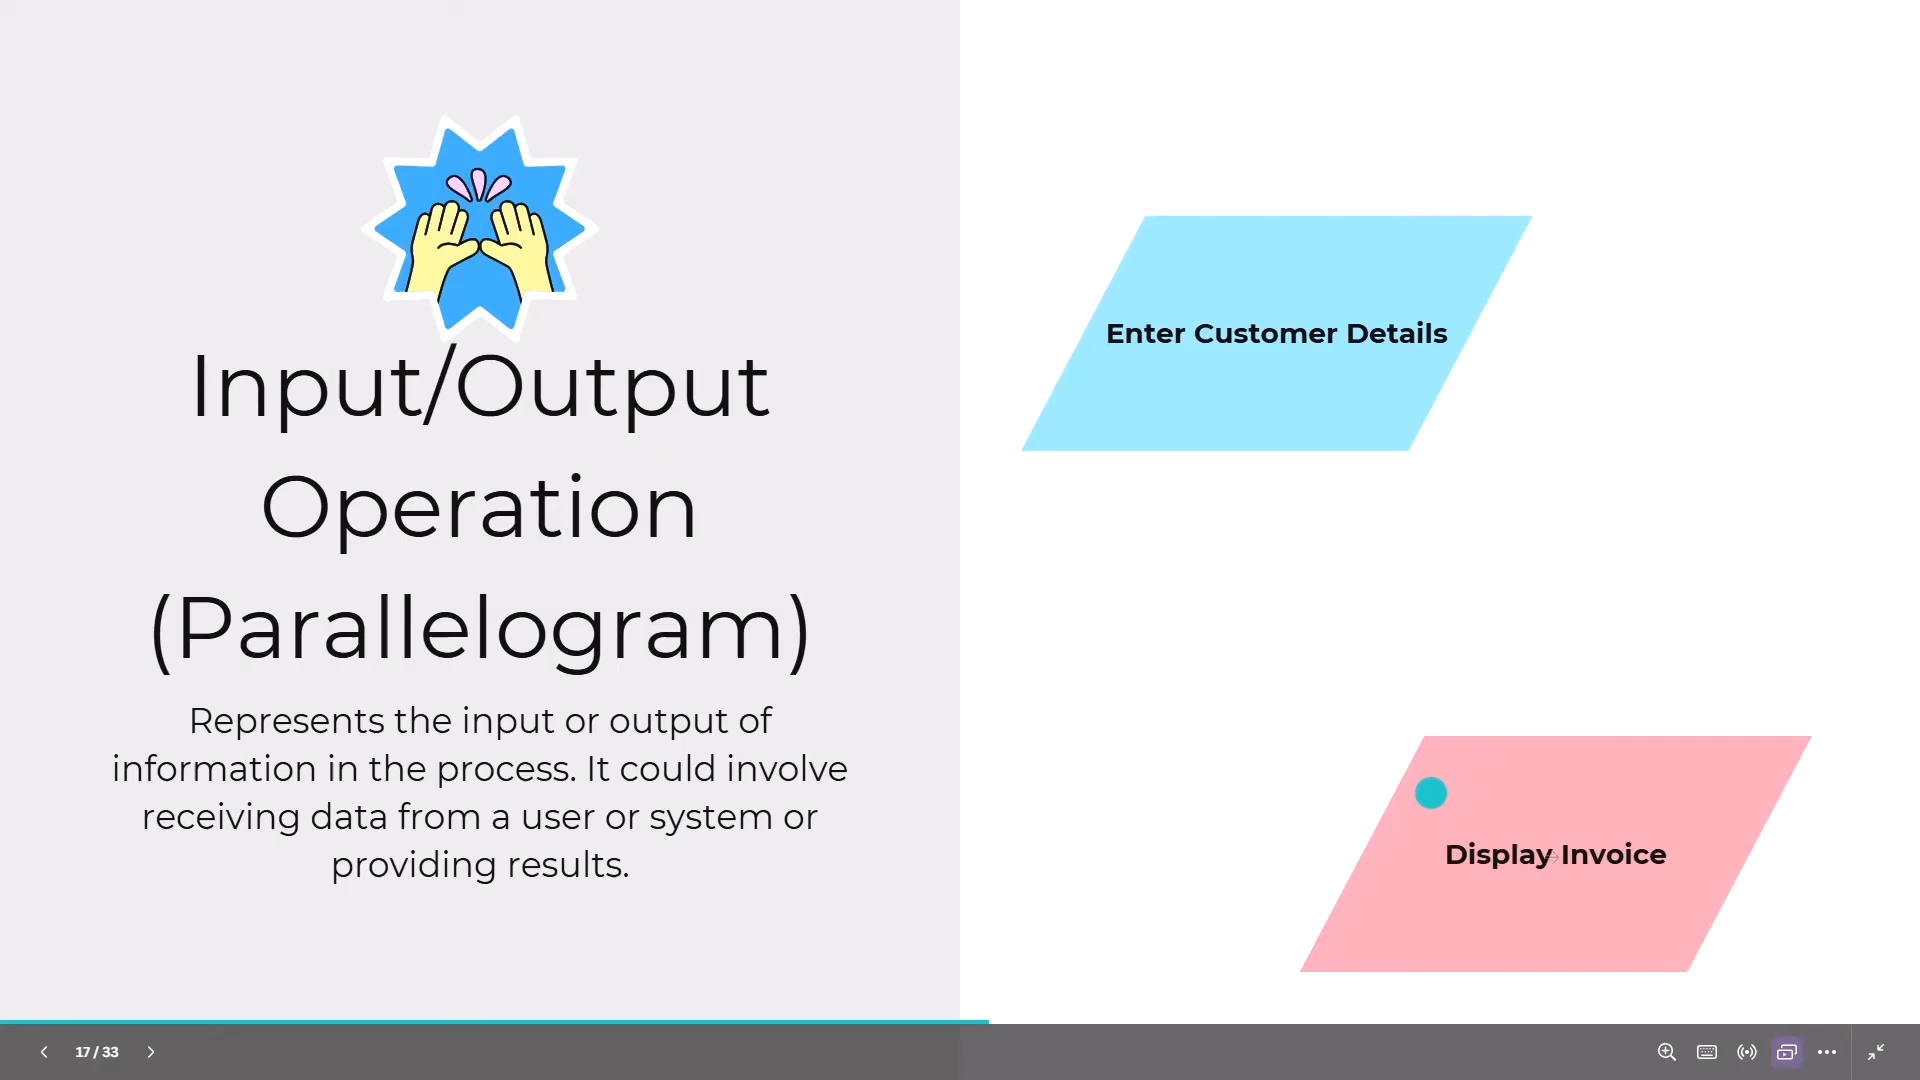 Input/Output
Operation
(Parallelogram)
Represents the input or output of
information in the process. It could involve
receiving data from a user or system or
providing results.
Enter Customer Details
Display Invoice
17 / 33